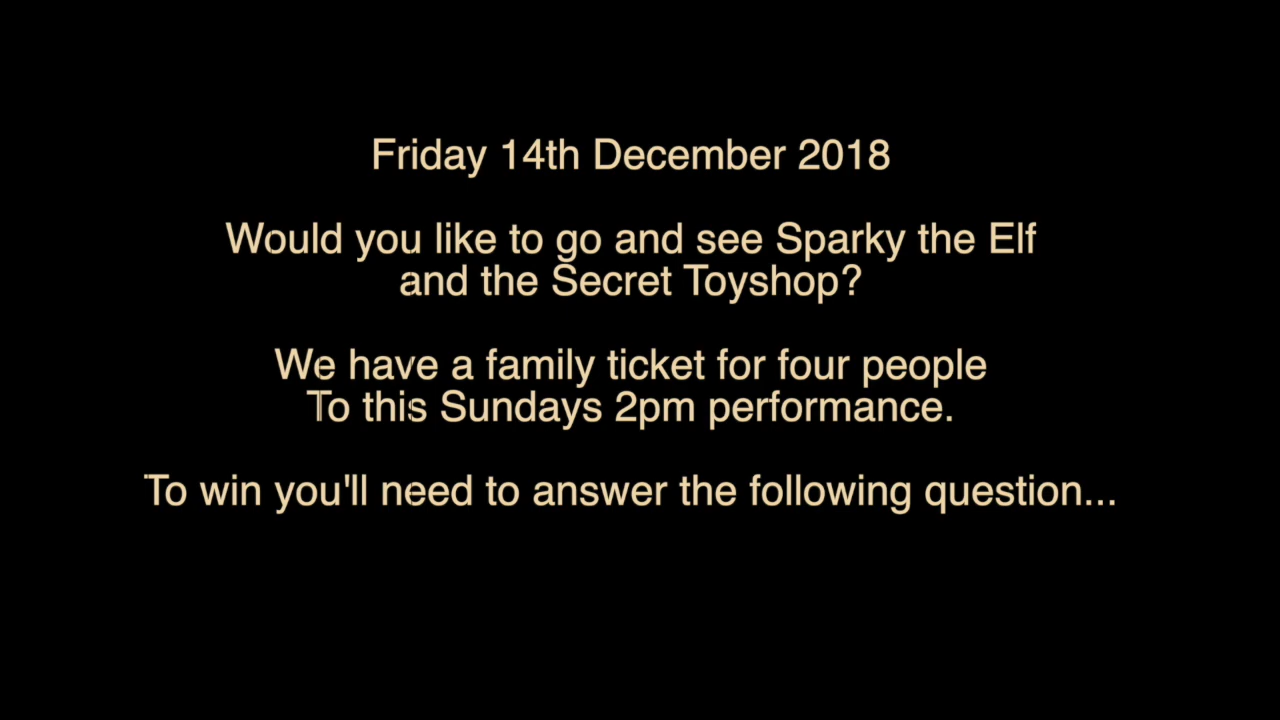 Friday 14th December 2018
Would you like to go and see Sparky the Elf
and the Secret Toyshop?
We have a family ticket for four people
To this Sundays 2pm performance.
To win you'll need to answer the following question...